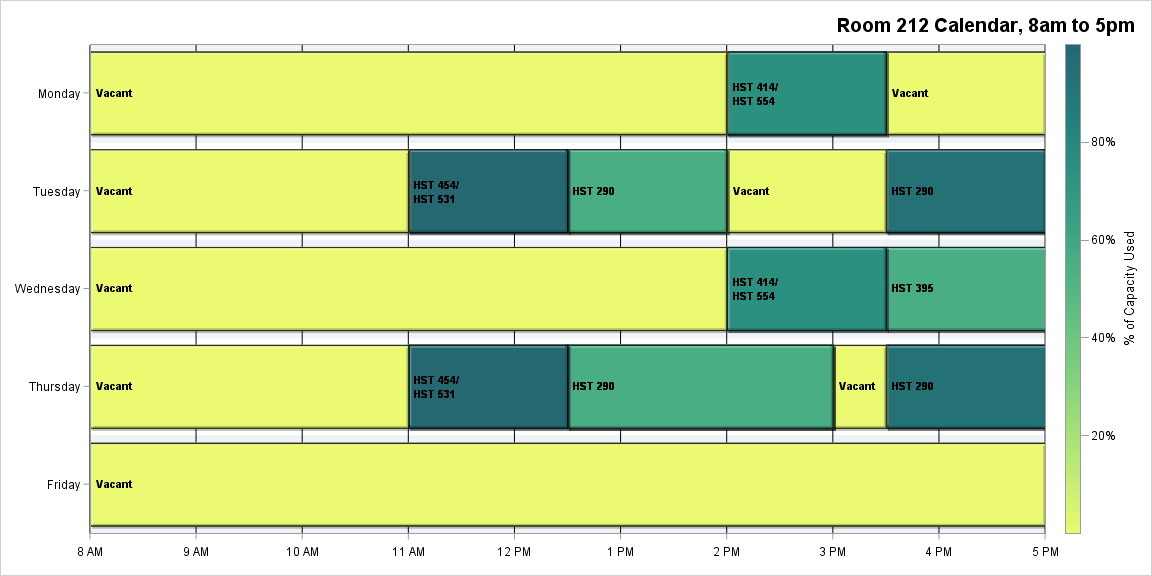 Room 212 Calendar, 8am to 5pm
Monday
Vacant
HST 414/
HST 554
Vacant
Tuesday
Vacant
HST 454/
HST 531
HST 290
Vacant
HST 290
Wednesday
Vacant
HST 414/
HST 554
HST 395
Thursday
Vacant
HST 454/
HST 531
HST 290
Vacant
HST 290
Friday
Vacant
8 AM
9 AM
10 AM
11 AM
12 PM
1 PM
2 PM
3 PM
4 PM
5 PM
80%
60%
40%
20%
% of Capacity Used